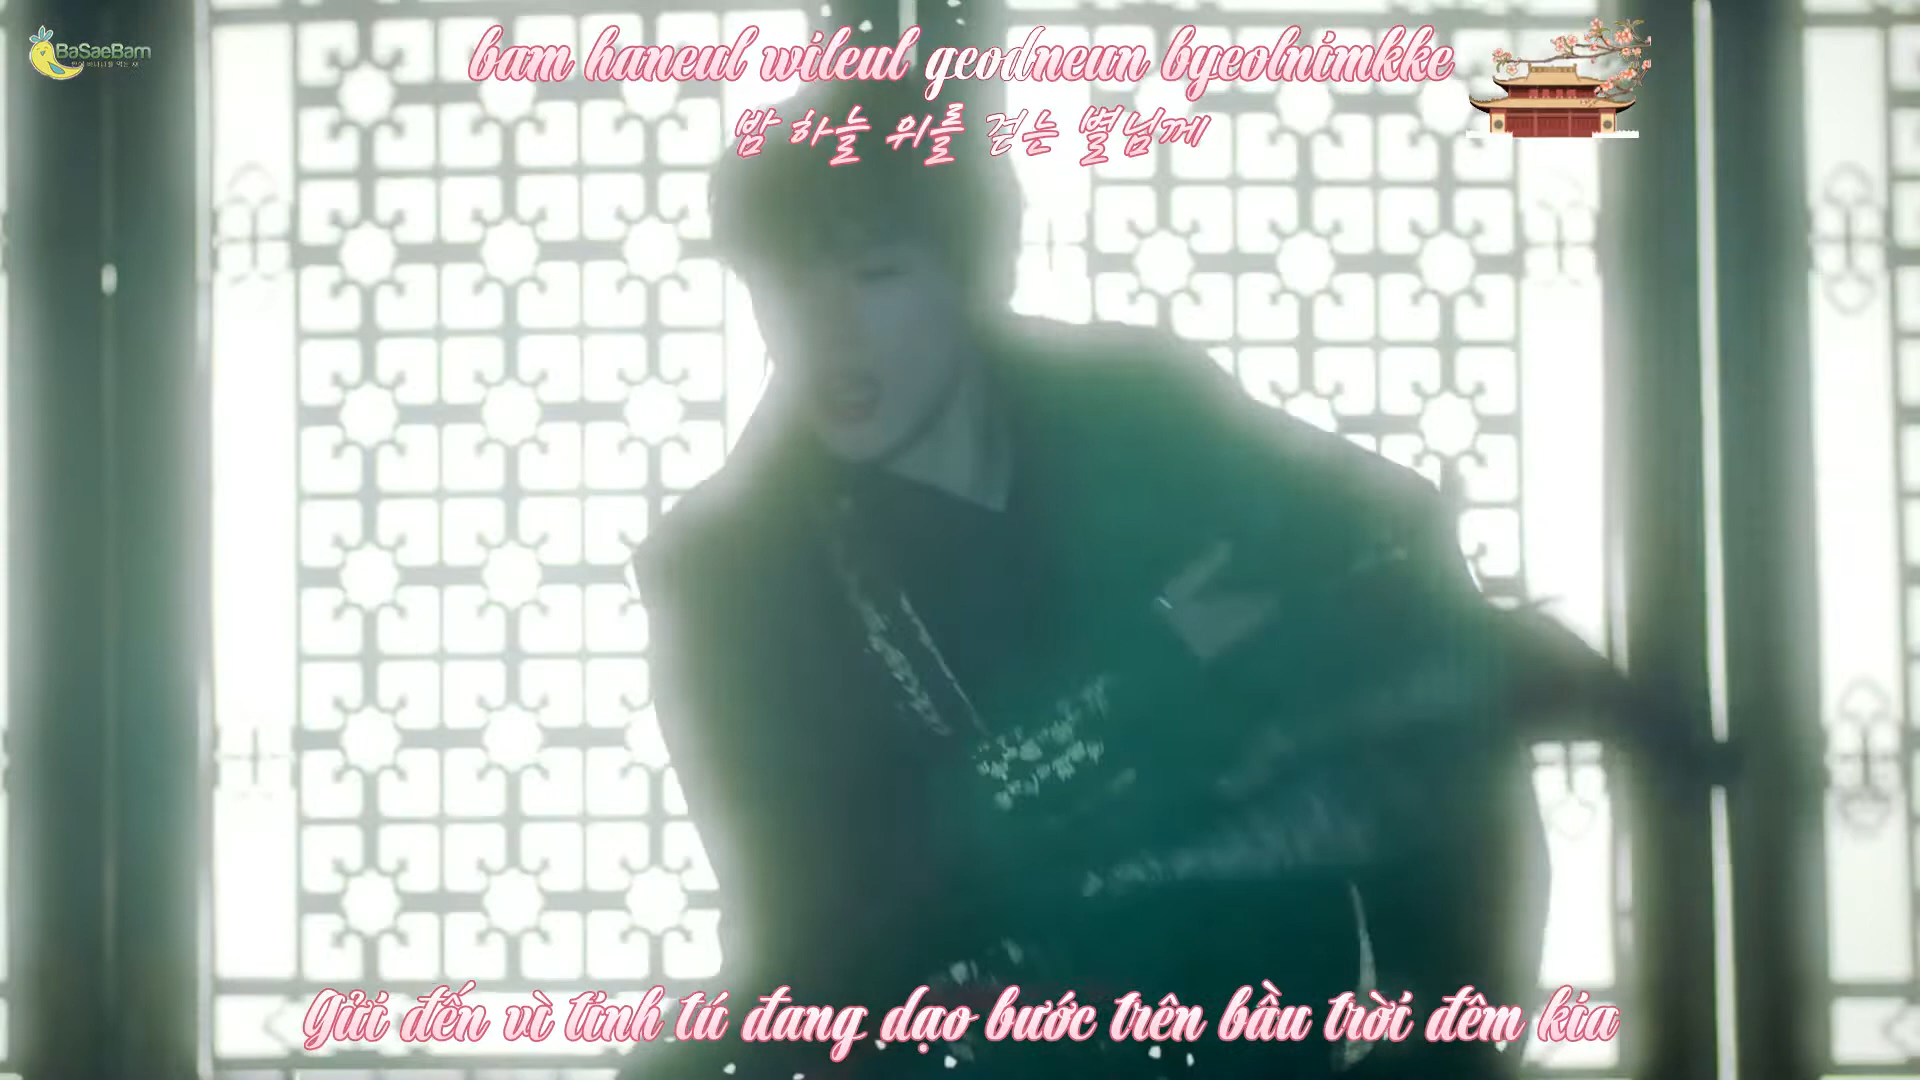 BaSaeBam
bam haneul wileul geodneun byeolnimkke
밤 하늘 위를 걷는 별님께
Gửi đến vì tinh tú đang dạo bước trên bầu trời đêm kia